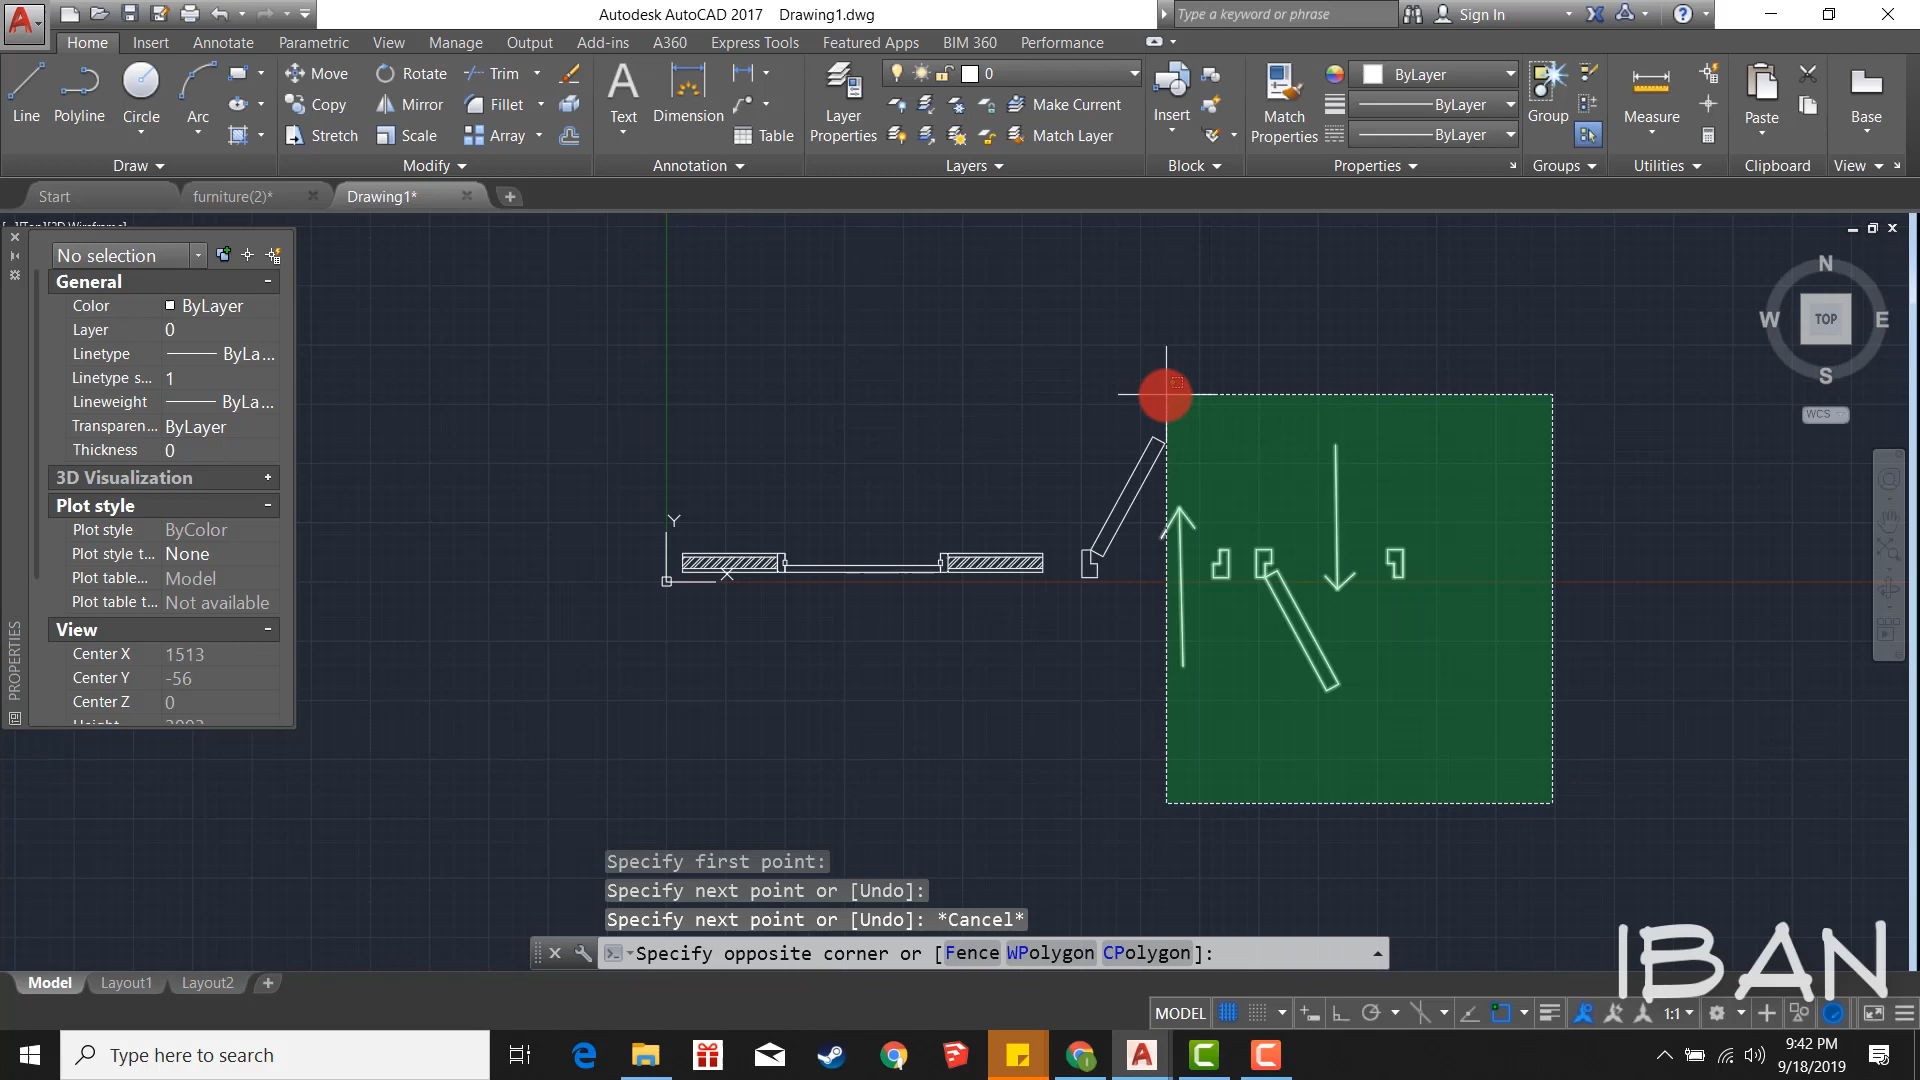 Autodesk AutoCAD 2017 Drawing1.dwg
Type a keyword or phrase
Sign In
Home Insert Annotate Parametric View Manage Output Add-ins A360 Express Tools Featured Apps BIM 360 Performance
Line Polyline Circle Arc
Move Rotate Trim
Copy Mirror Fillet
Stretch Scale Array
Text Dimension Table
Layer Properties
0
Make Current
Match Layer
Insert
Match Properties
ByLayer
ByLayer
ByLayer
Group Measure Paste Base
Draw Modify Annotation Layers Block Properties Groups Utilities Clipboard View
Start furniture(2)* Drawing1*
No selection
General
Color ByLayer
Layer 0
Linetype ByLa...
Linetype s... 1
Lineweight ByLa...
Transparen... ByLayer
Thickness 0
3D Visualization
Plot style
Plot style ByColor
Plot style t... None
Plot table... Model
Plot table t... Not available
View
Center X 1513
Center Y -56
Center Z 0
PROPERTIES
Y
X
N
W TOP E
S
WCS
Specify first point:
Specify next point or [Undo]:
Specify next point or [Undo]: *Cancel*
Specify opposite corner or [Fence WPolygon CPolygon]:
IBAN
Model Layout1 Layout2
MODEL 1:1
Type here to search
9:42 PM
9/18/2019